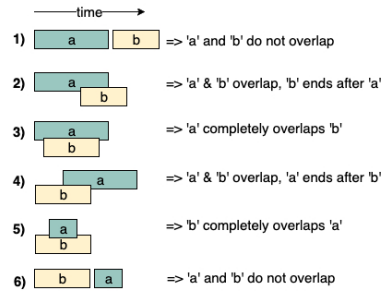 time
1) a b => 'a' and 'b' do not overlap
2) a b => 'a' & 'b' overlap, 'b' ends after 'a'
3) a b => 'a' completely overlaps 'b'
4) a b => 'a' & 'b' overlap, 'a' ends after 'b'
5) a b => 'b' completely overlaps 'a'
6) b a => 'a' and 'b' do not overlap